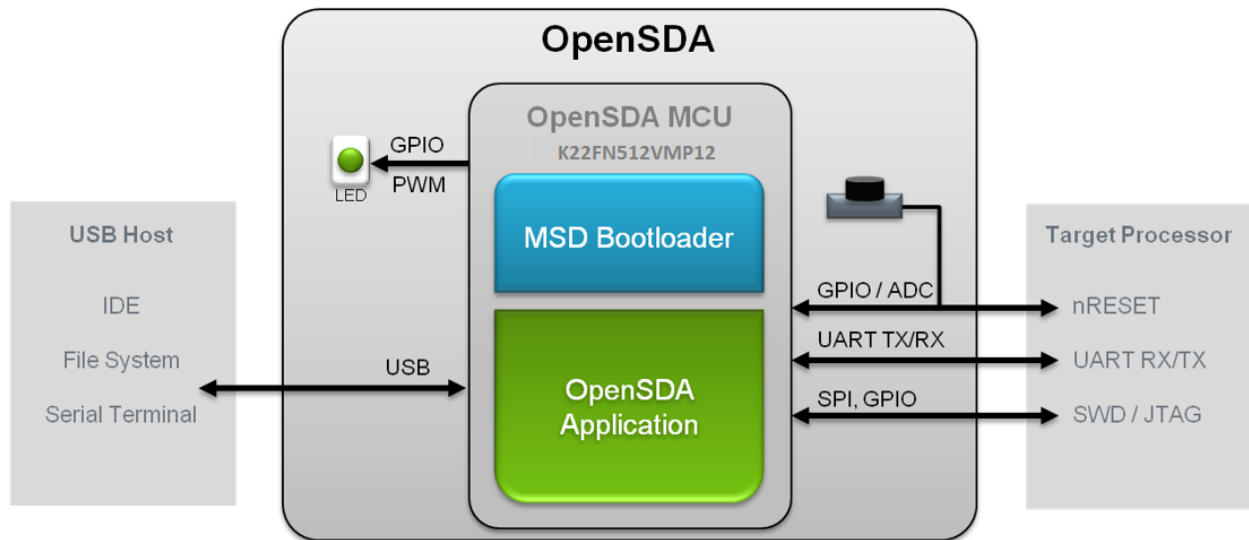 OpenSDA
OpenSDA MCU
K22FN512VMP12
GPIO
PWM
LED
MSD Bootloader
OpenSDA
Application
USB Host
IDE
File System
Serial Terminal
USB
GPIO / ADC
UART TX/RX
SPI, GPIO
Target Processor
nRESET
UART RX/TX
SWD / JTAG